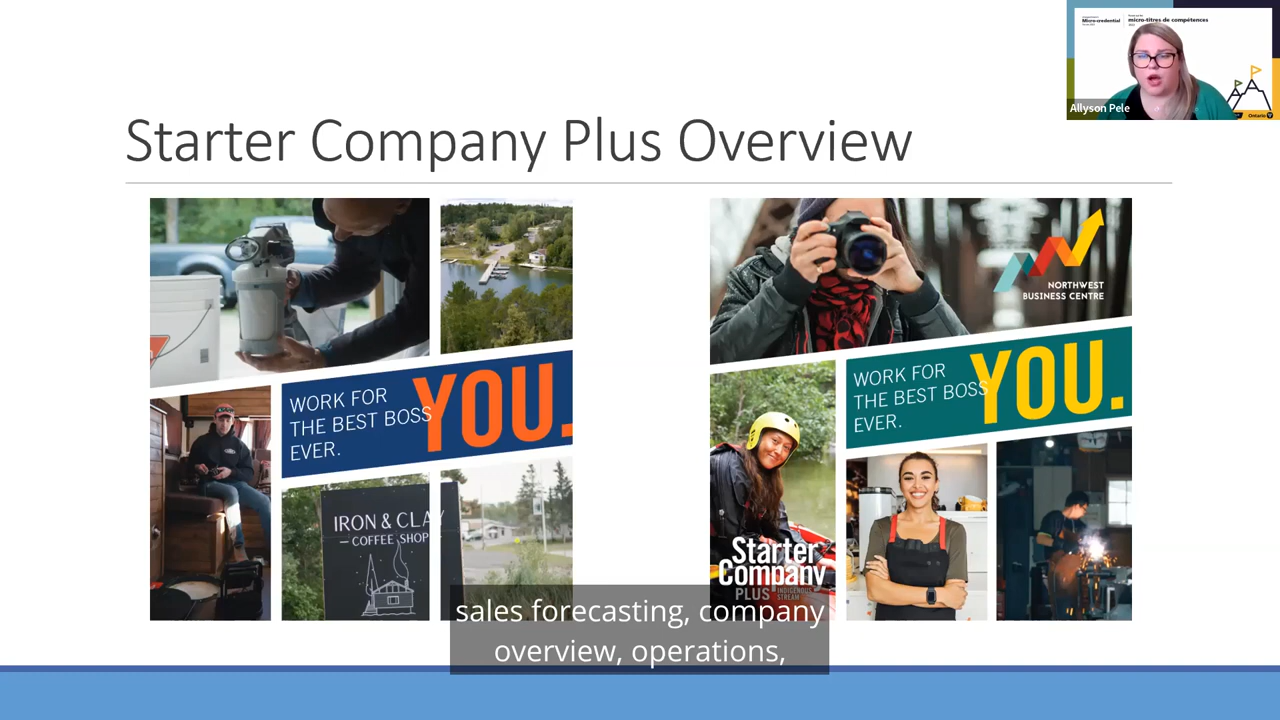 Micro-credential
micro-titres de compétences
Allyson Pele
Ontario
Starter Company Plus Overview
WORK FOR
THE BEST BOSS
EVER.
YOU.
IRON & CLAY
COFFEE SHOP
NORTHWEST
BUSINESS CENTRE
WORK FOR
THE BEST BOSS
EVER.
YOU.
Starter
Company
PLUS INDIGENOUS
STREAM
sales forecasting, company
overview, operations,